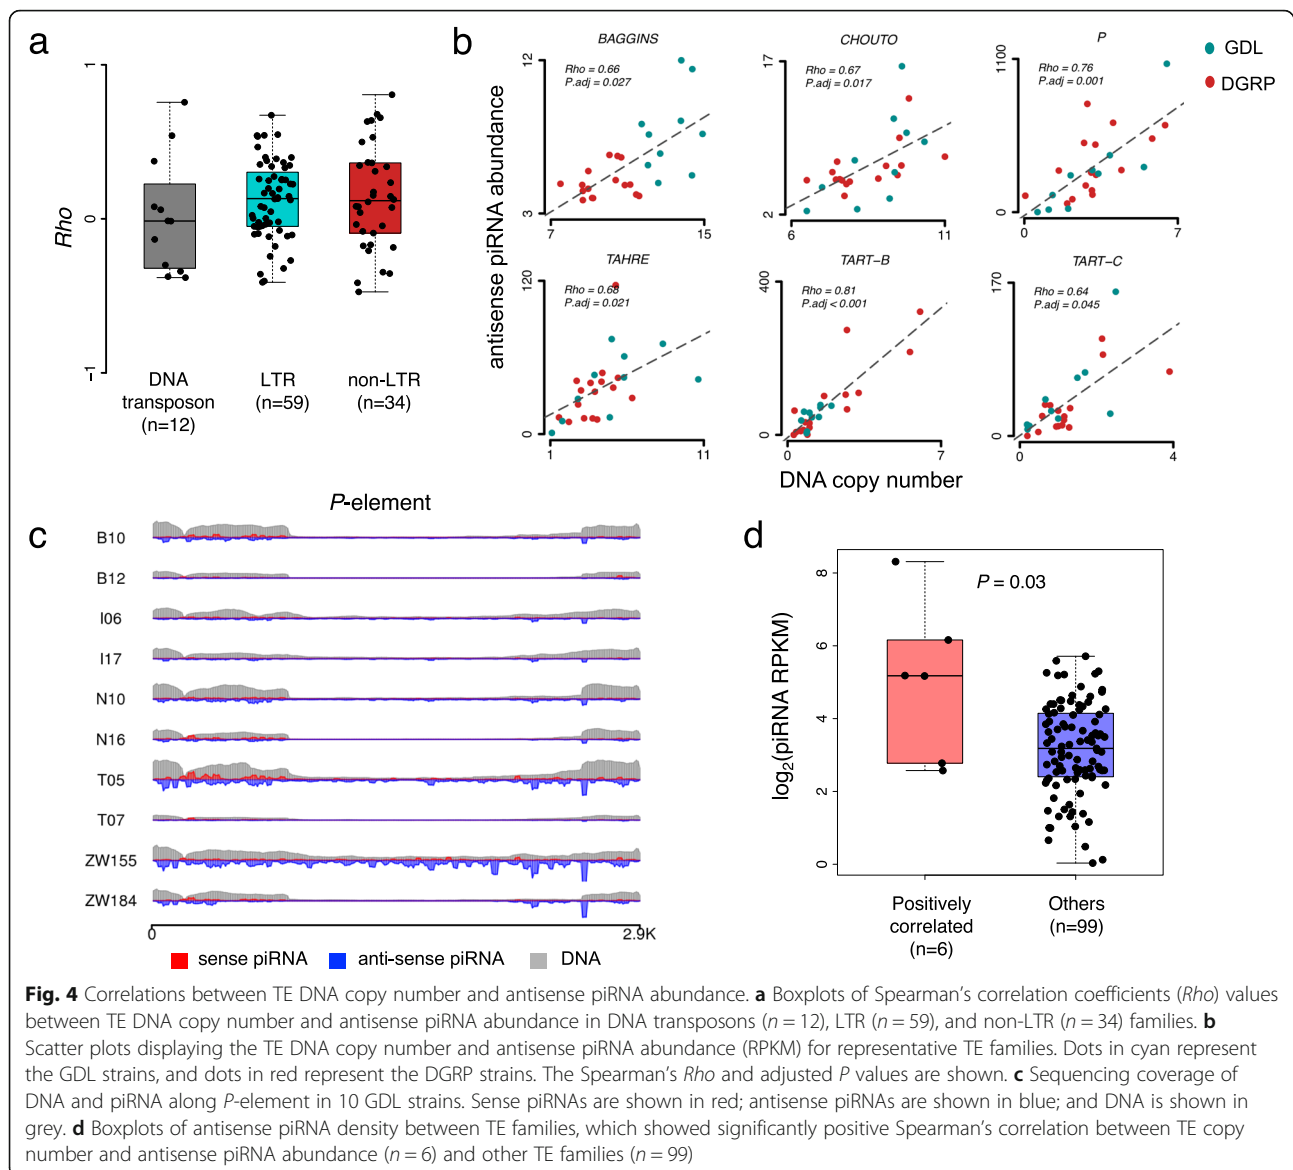 a
1
0
−1
Rho
DNA
transposon
(n=12)
LTR
(n=59)
non-LTR
(n=34)
b
antisense piRNA abundance
BAGGINS
Rho = 0.66
P.adj = 0.027
12
3
7
15
CHOUTO
Rho = 0.67
P.adj = 0.017
17
2
6
11
P
Rho = 0.76
P.adj = 0.001
1100
0
0
7
GDL
DGRP
TAHRE
Rho = 0.68
P.adj = 0.021
120
0
1
11
TART−B
Rho = 0.81
P.adj < 0.001
400
0
0
7
TART−C
Rho = 0.64
P.adj = 0.045
170
0
0
4
DNA copy number
c
P-element
B10
B12
I06
I17
N10
N16
T05
T07
ZW155
ZW184
0
2.9K
sense piRNA
anti-sense piRNA
DNA
d
log2(piRNA RPKM)
8
6
4
2
0
P = 0.03
Positively
correlated
(n=6)
Others
(n=99)
Fig. 4 Correlations between TE DNA copy number and antisense piRNA abundance. a Boxplots of Spearman's correlation coefficients (Rho) values
between TE DNA copy number and antisense piRNA abundance in DNA transposons (n = 12), LTR (n = 59), and non-LTR (n = 34) families. b
Scatter plots displaying the TE DNA copy number and antisense piRNA abundance (RPKM) for representative TE families. Dots in cyan represent
the GDL strains, and dots in red represent the DGRP strains. The Spearman's Rho and adjusted P values are shown. c Sequencing coverage of
DNA and piRNA along P-element in 10 GDL strains. Sense piRNAs are shown in red; antisense piRNAs are shown in blue; and DNA is shown in
grey. d Boxplots of antisense piRNA density between TE families, which showed significantly positive Spearman's correlation between TE copy
number and antisense piRNA abundance (n = 6) and other TE families (n = 99)